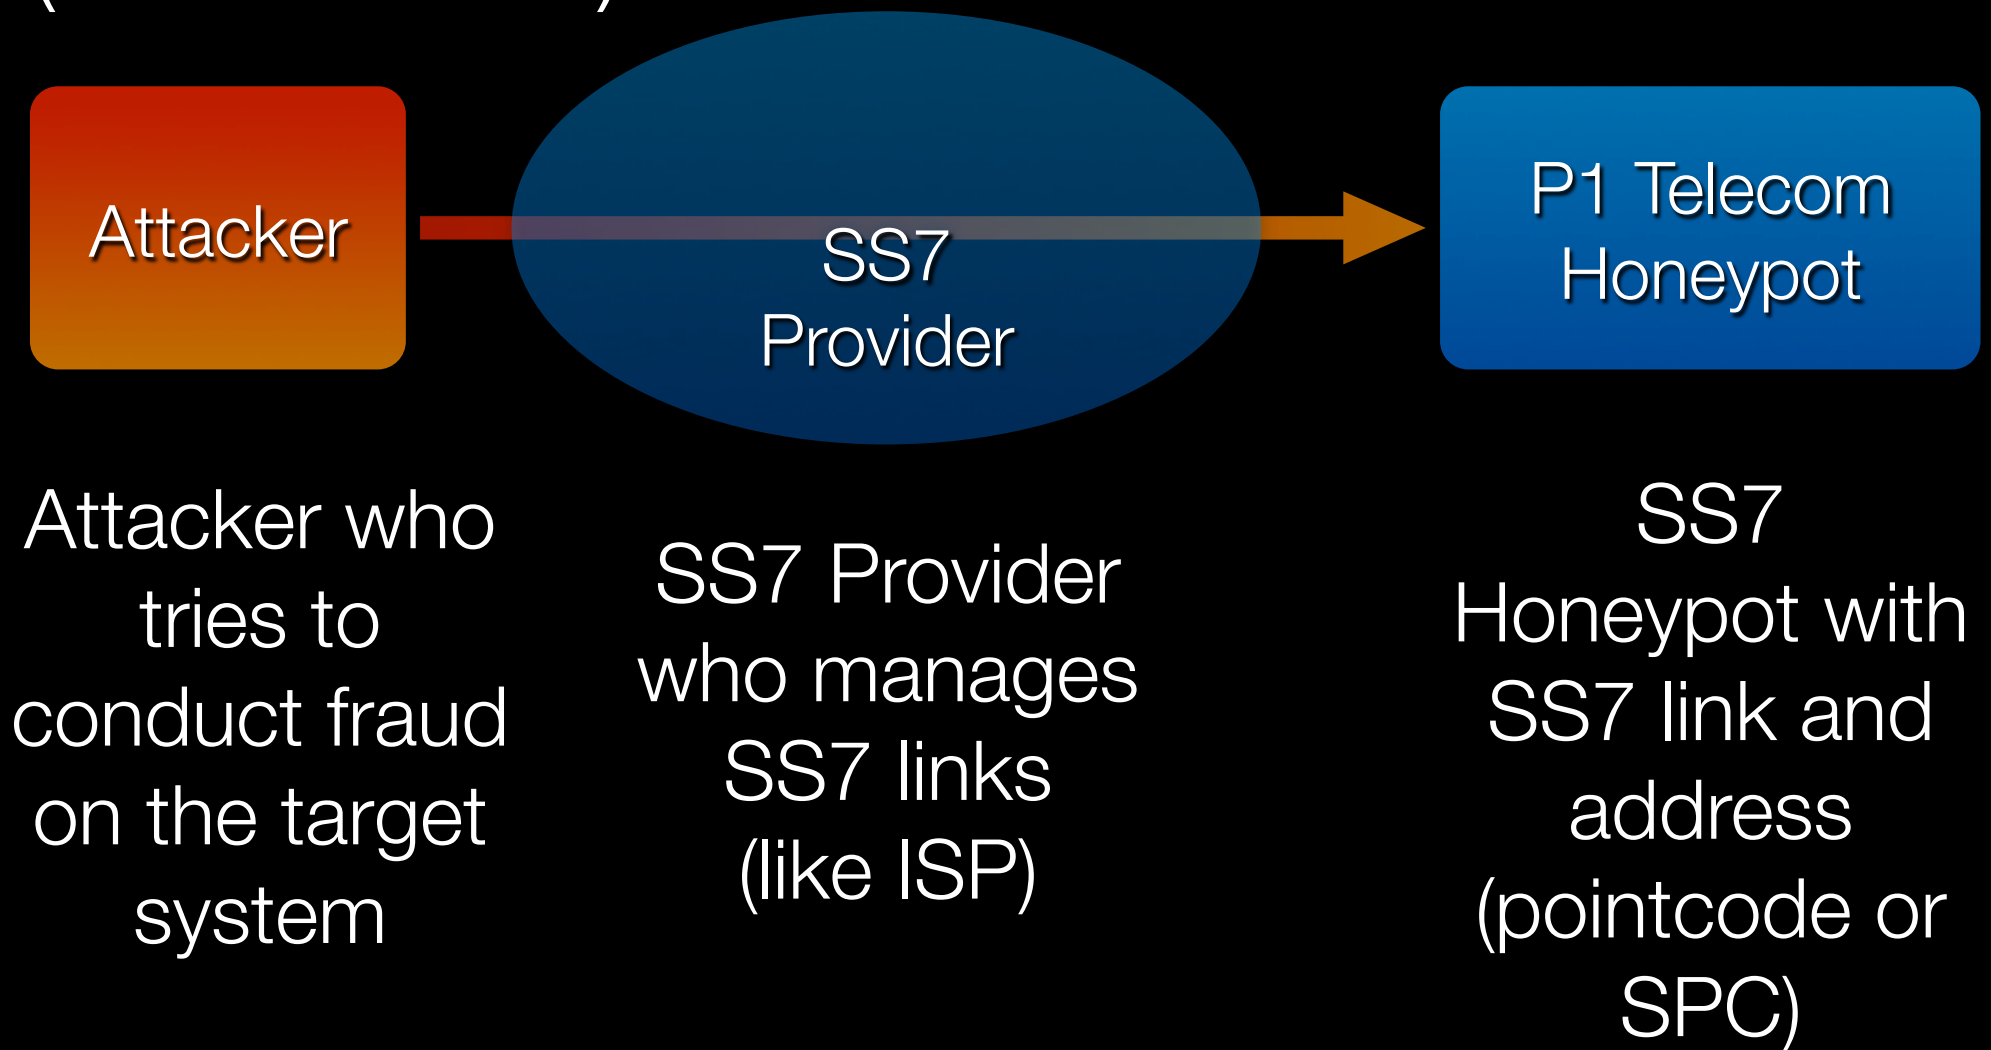 Attacker
SS7
Provider
P1 Telecom
Honeypot
Attacker who
tries to
conduct fraud
on the target
system
SS7 Provider
who manages
SS7 links
(like ISP)
SS7
Honeypot with
SS7 link and
address
(pointcode or
SPC)